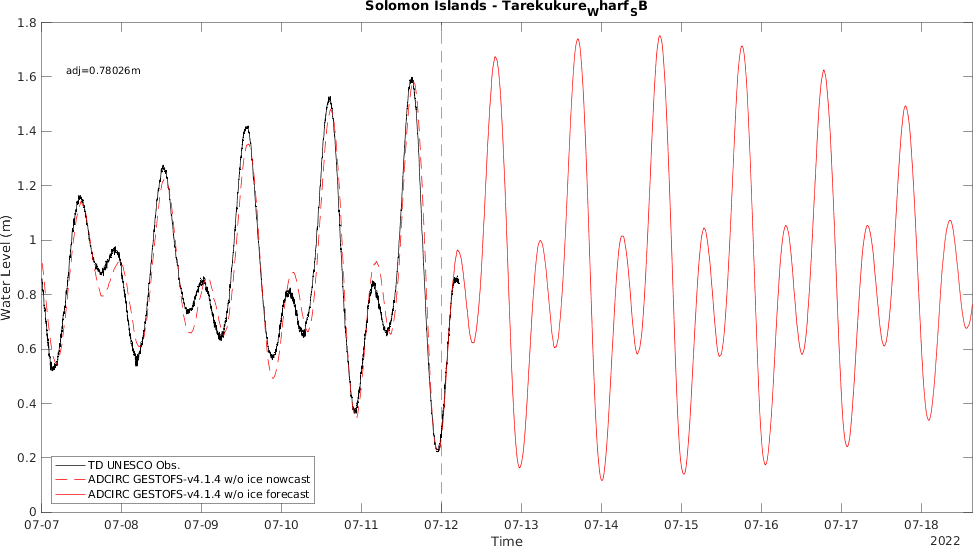 Solomon Islands - TarekukureWharfSB
1.8
adj=0.78026m
1.6
1.4
1.2
1
0.8
0.6
0.4
0.2
0
Water Level (m)
TD UNESCO Obs.
ADCIRC GESTOFS-v4.1.4 w/o ice nowcast
ADCIRC GESTOFS-v4.1.4 w/o ice forecast
07-07 07-08 07-09 07-10 07-11 07-12 07-13 07-14 07-15 07-16 07-17 07-18
Time
2022